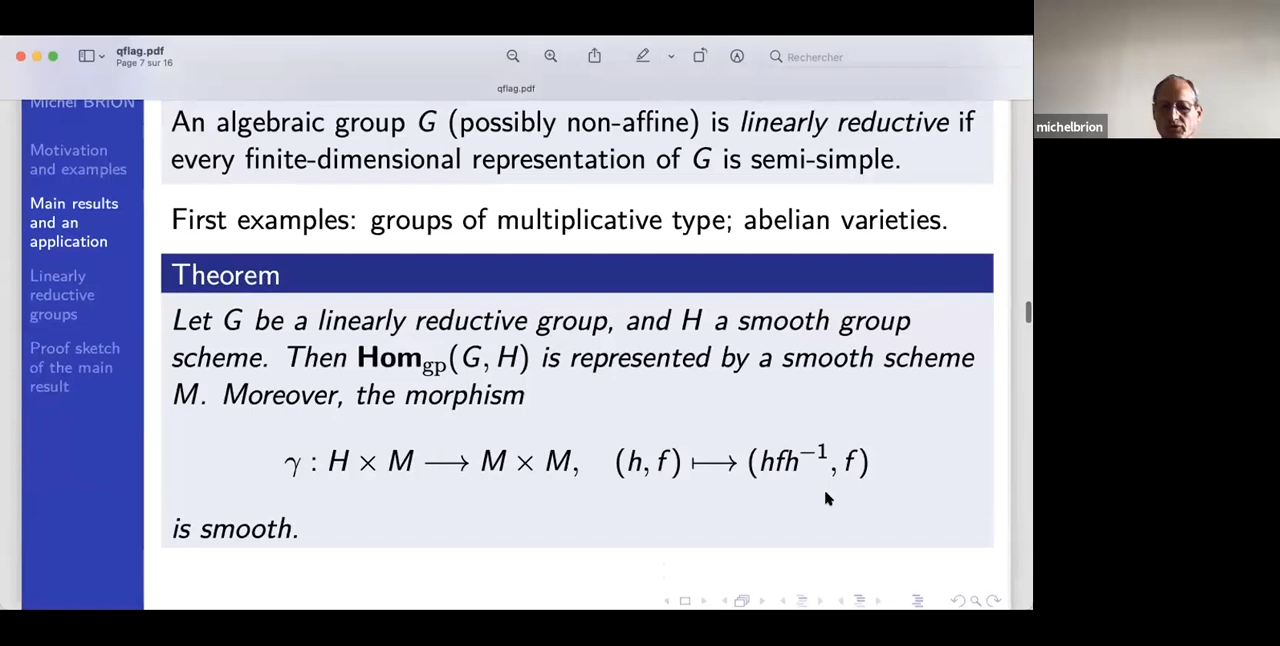 qflag.pdf
Page 7 sur 16
Rechercher
qflag.pdf
Michel BRION
Motivation
and examples
Main results
and an
application
Linearly
reductive
groups
Proof sketch
of the main
result
An algebraic group G (possibly non-affine) is linearly reductive if
every finite-dimensional representation of G is semi-simple.
First examples: groups of multiplicative type; abelian varieties.
Theorem
Let G be a linearly reductive group, and H a smooth group
scheme. Then Hom_gp(G, H) is represented by a smooth scheme
M. Moreover, the morphism
γ : H × M ⟶ M × M, (h, f) ⟼ (hfh⁻¹, f)
is smooth.
michelbrion